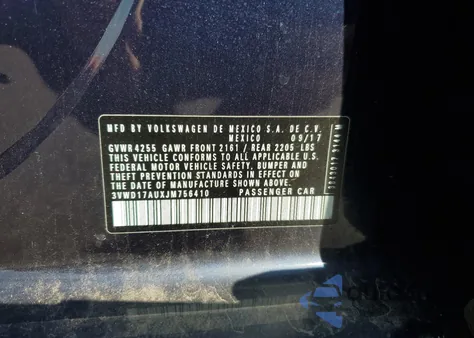 MFD BY VOLKSWAGEN DE MEXICO S.A. DE C.V.
MEXICO 09/17
GVWR 4255 GAWR FRONT 2161 / REAR 2205 LBS
THIS VEHICLE CONFORMS TO ALL APPLICABLE
FEDERAL MOTOR VEHICLE SAFETY, BUMPER,
AND THEFT PREVENTION STANDARDS IN
EFFECT ON THE DATE OF MANUFACTURE
3VWD17AUXJM756410 PASSENGER CAR